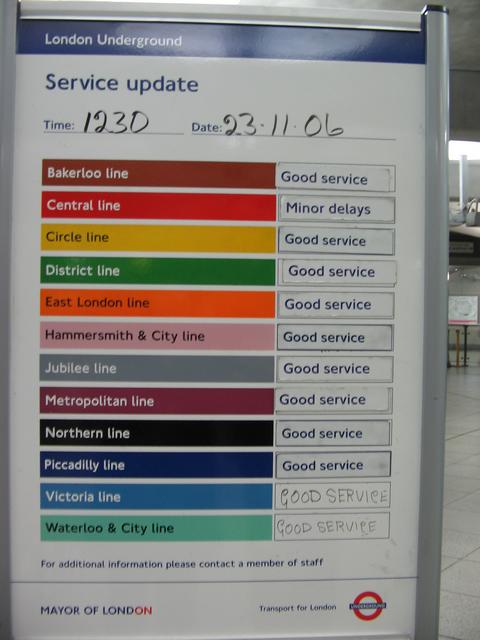 London Underground
Service update
Time: 1230 Date: 23.11.06
Bakerloo line Good service
Central line Minor delays
Circle line Good service
District line Good service
East London line Good service
Hammersmith & City line Good service
Jubilee line Good service
Metropolitan line Good service
Northern line Good service
Piccadilly line Good service
Victoria line GOOD SERVICE
Waterloo & City line GOOD SERVICE
For additional information please contact a member of staff
MAYOR OF LONDON Transport for London UNDERGROUND